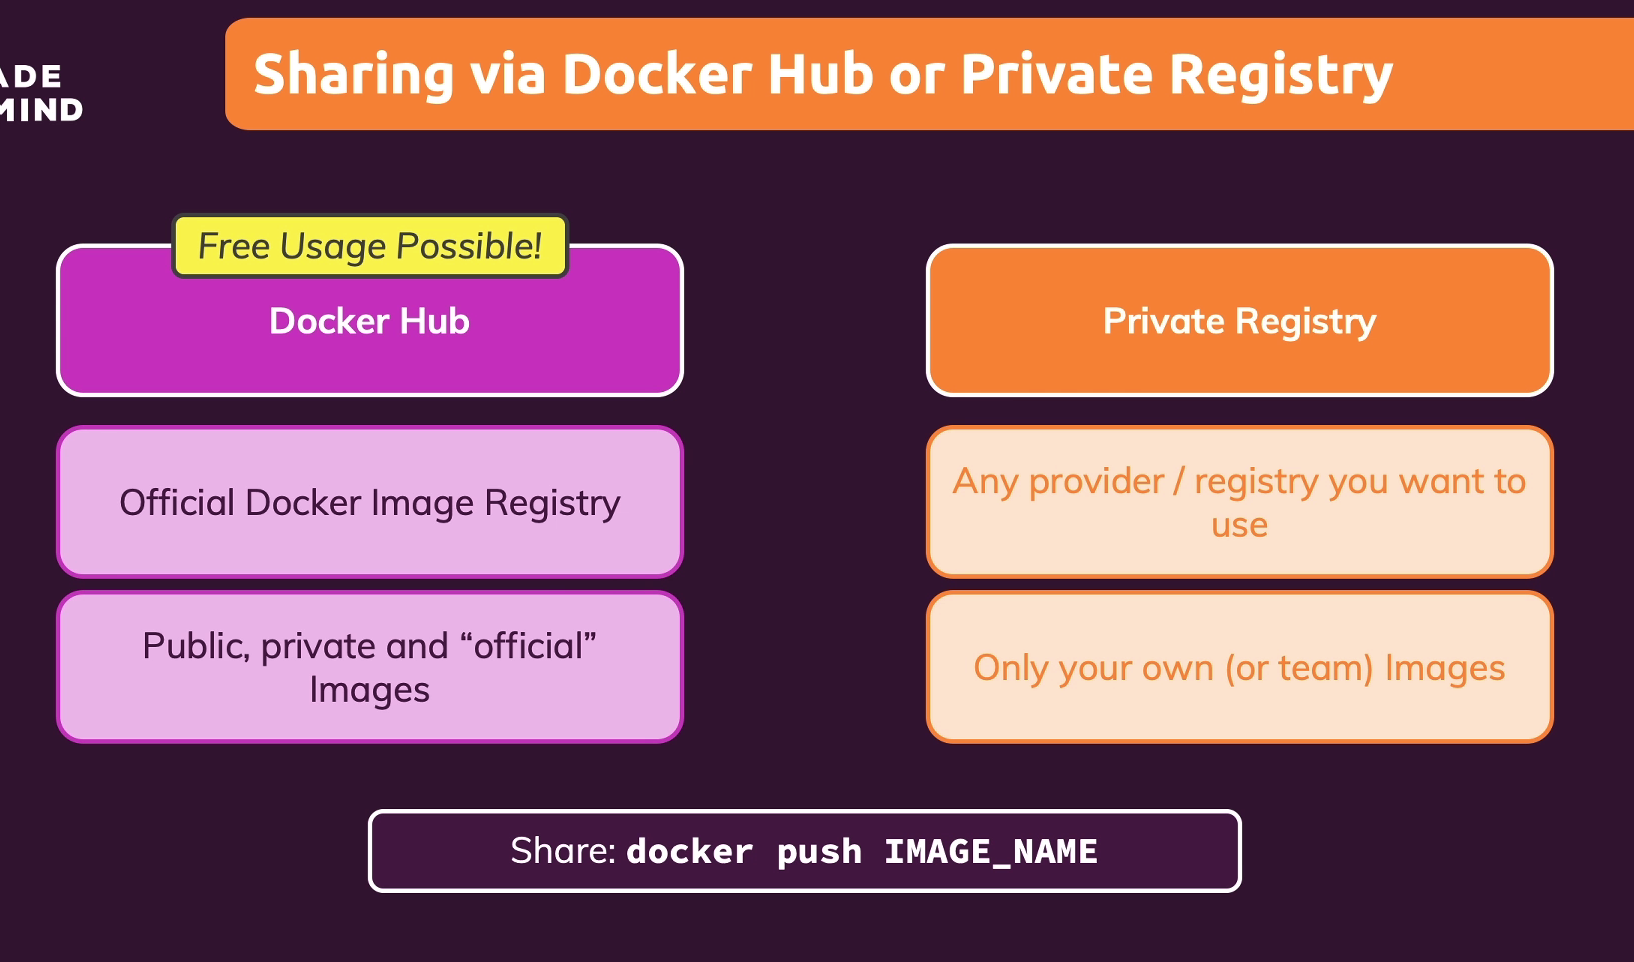 ADE
MIND
Sharing via Docker Hub or Private Registry
Free Usage Possible!
Docker Hub
Official Docker Image Registry
Public, private and “official”
Images
Private Registry
Any provider / registry you want to
use
Only your own (or team) Images
Share: docker push IMAGE_NAME